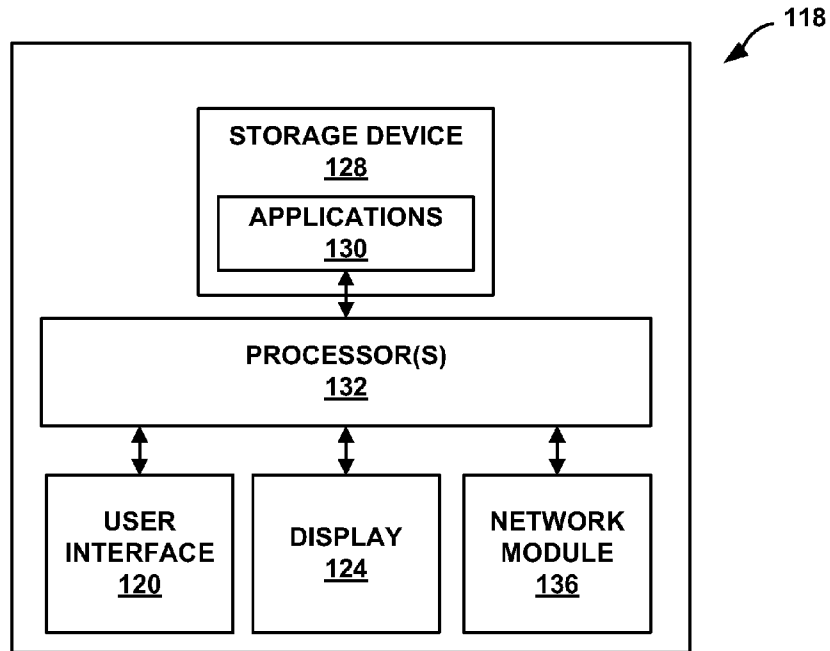 118
STORAGE DEVICE
128
APPLICATIONS
130
PROCESSOR(S)
132
USER
INTERFACE
120
DISPLAY
124
NETWORK
MODULE
136